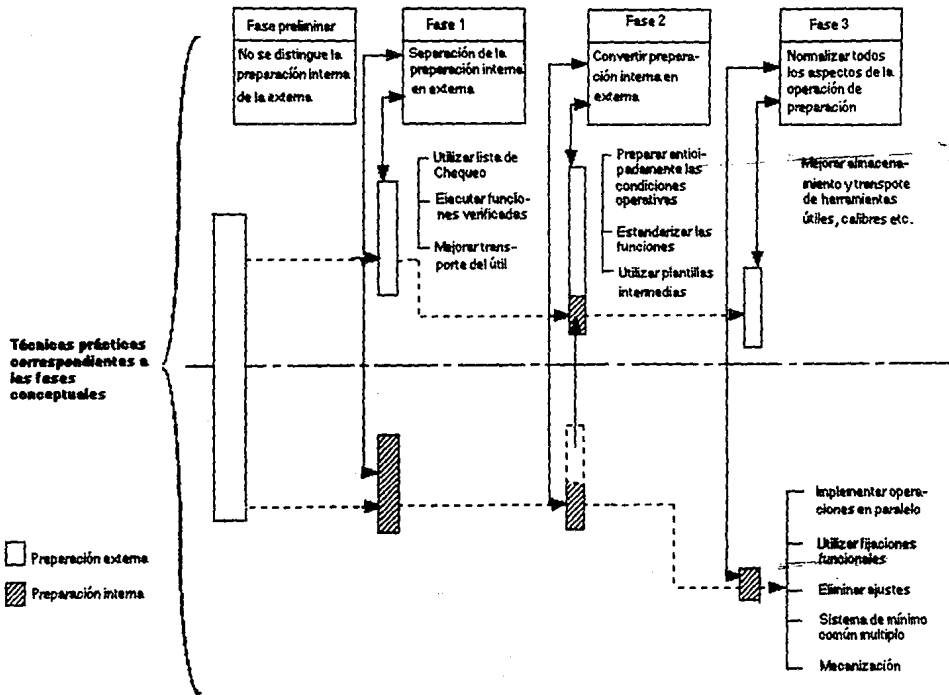 Fase preliminar
No se distingue la
preparación interna
de la externa
Fase 1
Separación de la
preparación interna
en externa
Fase 2
Convertir prepara-
ción interna en
externa
Fase 3
Normalizar todos
los aspectos de la
operación de
preparación
Utilizar lista de
Chequeo
Ejecutar funcio-
nes verificadas
Mejorar trans-
porte del útil
Preparar antici-
padamente las
condiciones
operativas
Estandarizar las
funciones
Utilizar plantillas
intermedias
Mejorar almacena-
miento y transpote
de herramientas
útiles, calibres etc.
Técnicas prácticas
correspondientes a
las fases
conceptuales
Preparación externa
Preparación interna
Implementar opera-
ciones en paralelo
Utilizar fijaciones
funcionales
Eliminar ajustes
Sistema de mínimo
común multiplo
Mecanización